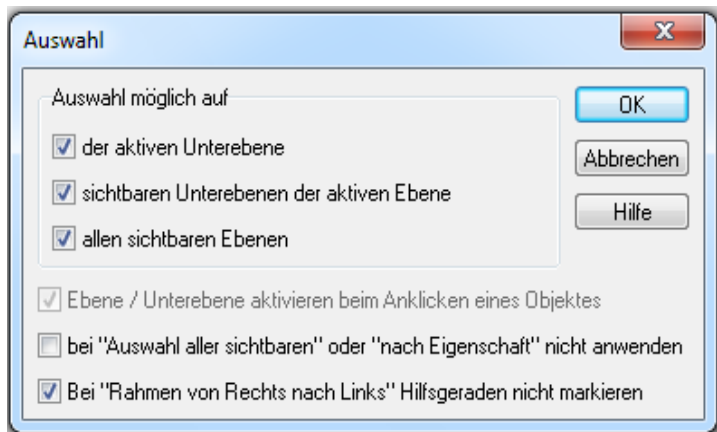 Auswahl
Auswahl möglich auf
der aktiven Unterebene
sichtbaren Unterebenen der aktiven Ebene
allen sichtbaren Ebenen
OK
Abbrechen
Hilfe
Ebene / Unterebene aktivieren beim Anklicken eines Objektes
bei "Auswahl aller sichtbaren" oder "nach Eigenschaft" nicht anwenden
Bei "Rahmen von Rechts nach Links" Hilfsgeraden nicht markieren